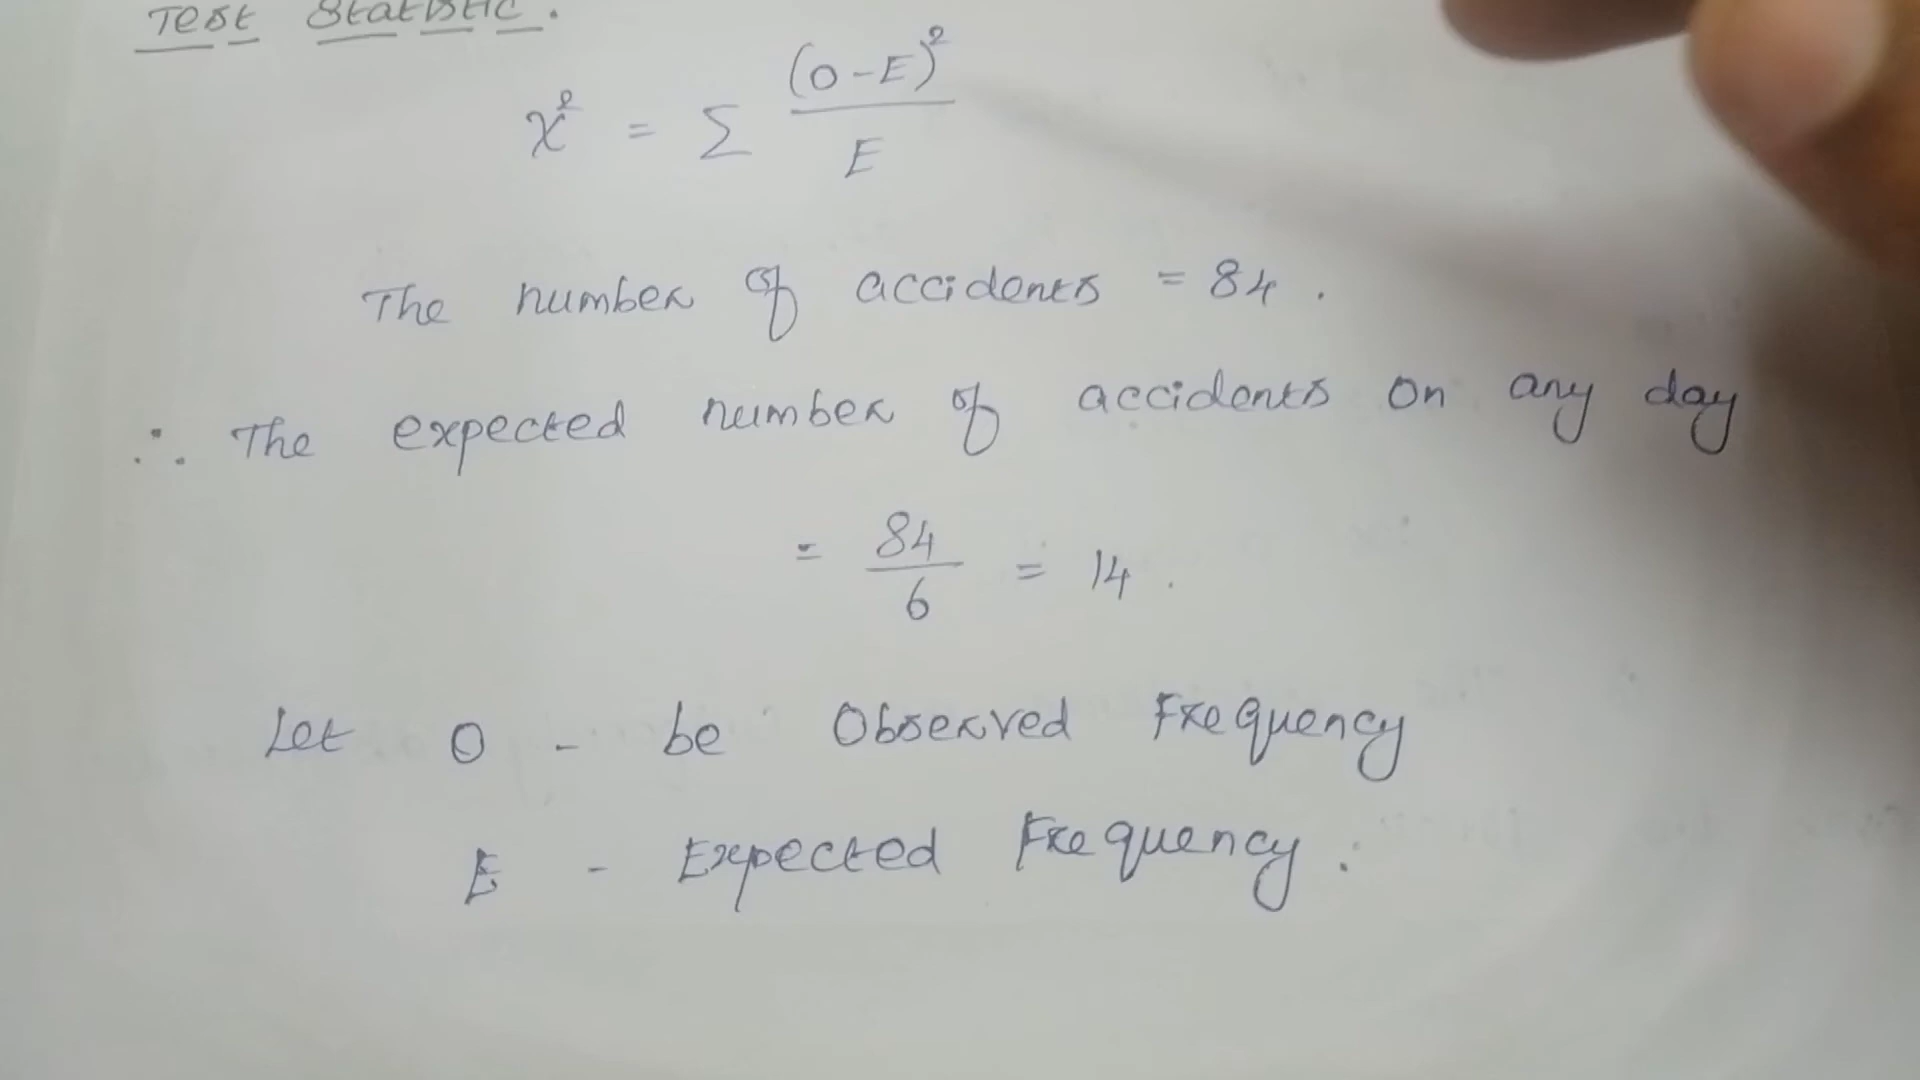 Test Statistic.
χ² = Σ (O-E)² / E
The number of accidents = 84.
∴ The expected number of accidents on any day
= 84/6 = 14.
Let O - be Observed Frequency
E - Expected Frequency.